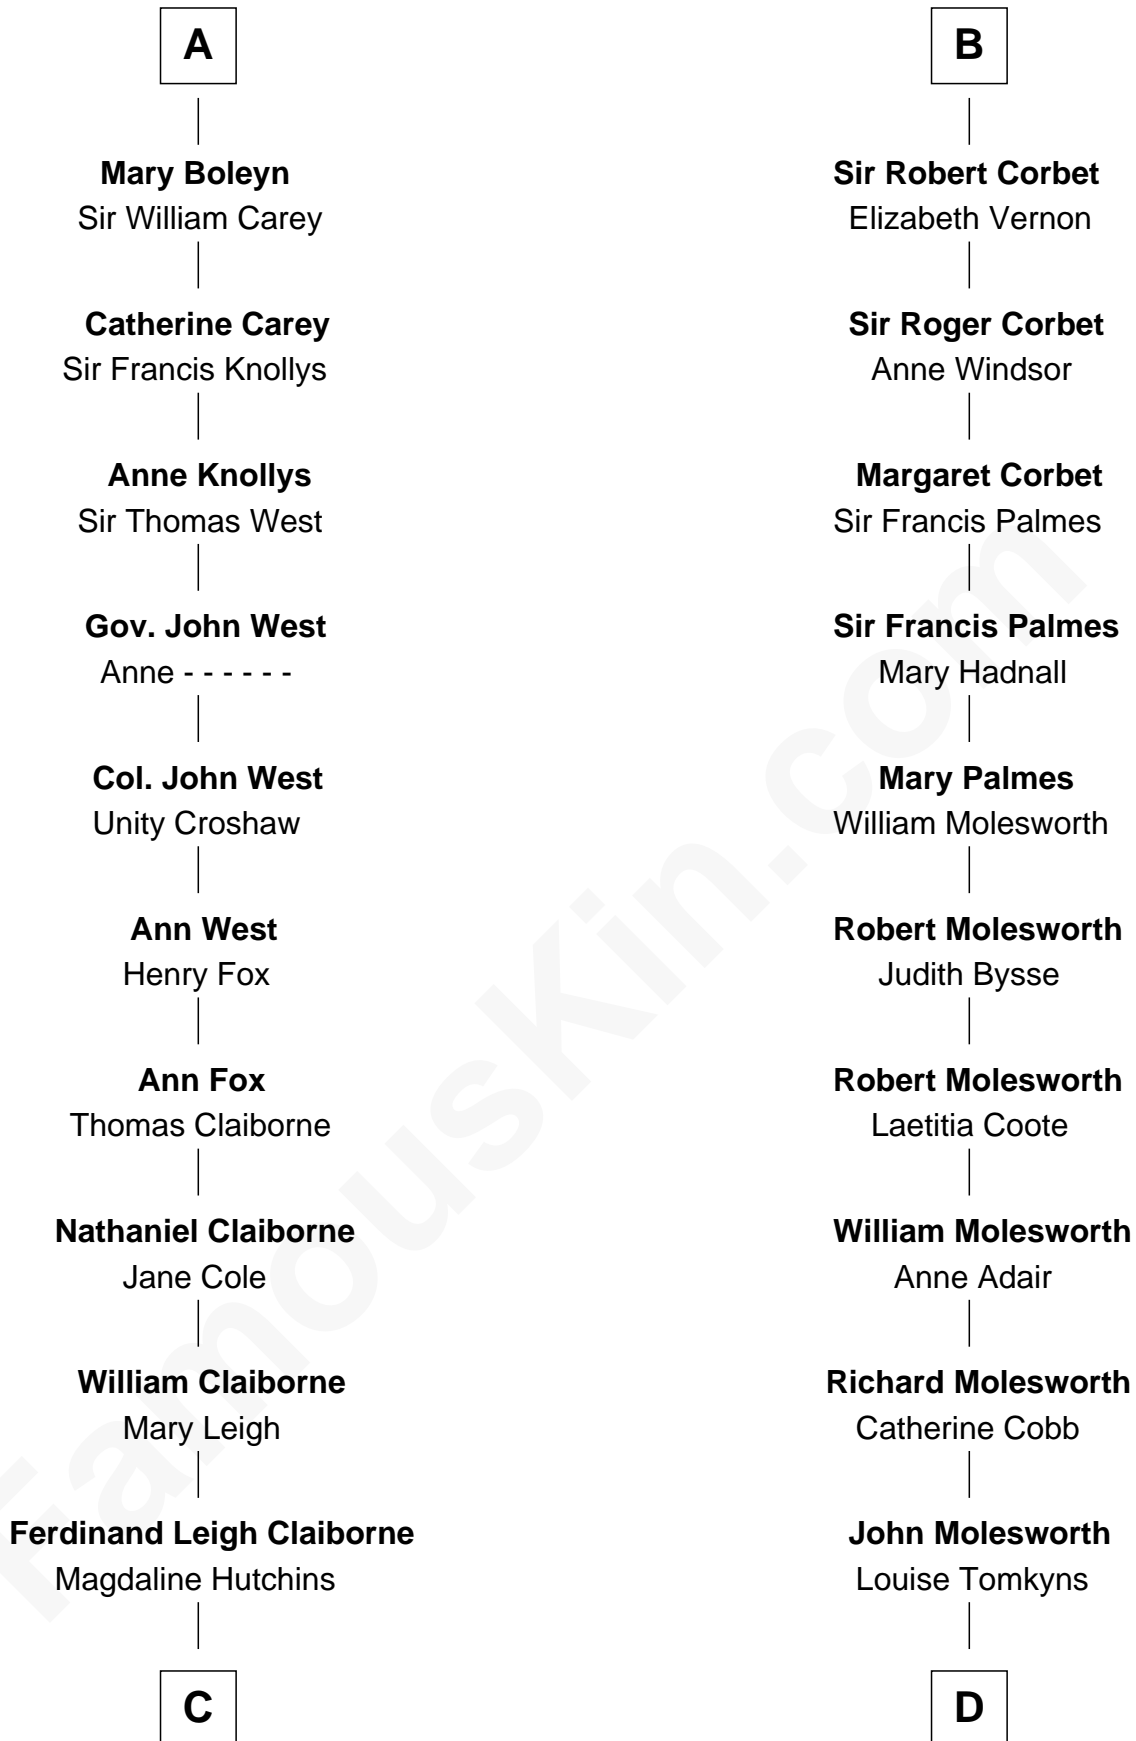 A
Mary Boleyn
Sir William Carey
Catherine Carey
Sir Francis Knollys
Anne Knollys
Sir Thomas West
Gov. John West
Anne - - - - - -
Col. John West
Unity Croshaw
Ann West
Henry Fox
Ann Fox
Thomas Claiborne
Nathaniel Claiborne
Jane Cole
William Claiborne
Mary Leigh
Ferdinand Leigh Claiborne
Magdaline Hutchins
C
B
Sir Robert Corbet
Elizabeth Vernon
Sir Roger Corbet
Anne Windsor
Margaret Corbet
Sir Francis Palmes
Sir Francis Palmes
Mary Hadnall
Mary Palmes
William Molesworth
Robert Molesworth
Judith Bysse
Robert Molesworth
Laetitia Coote
William Molesworth
Anne Adair
Richard Molesworth
Catherine Cobb
John Molesworth
Louise Tomkyns
D
FamousKin.com